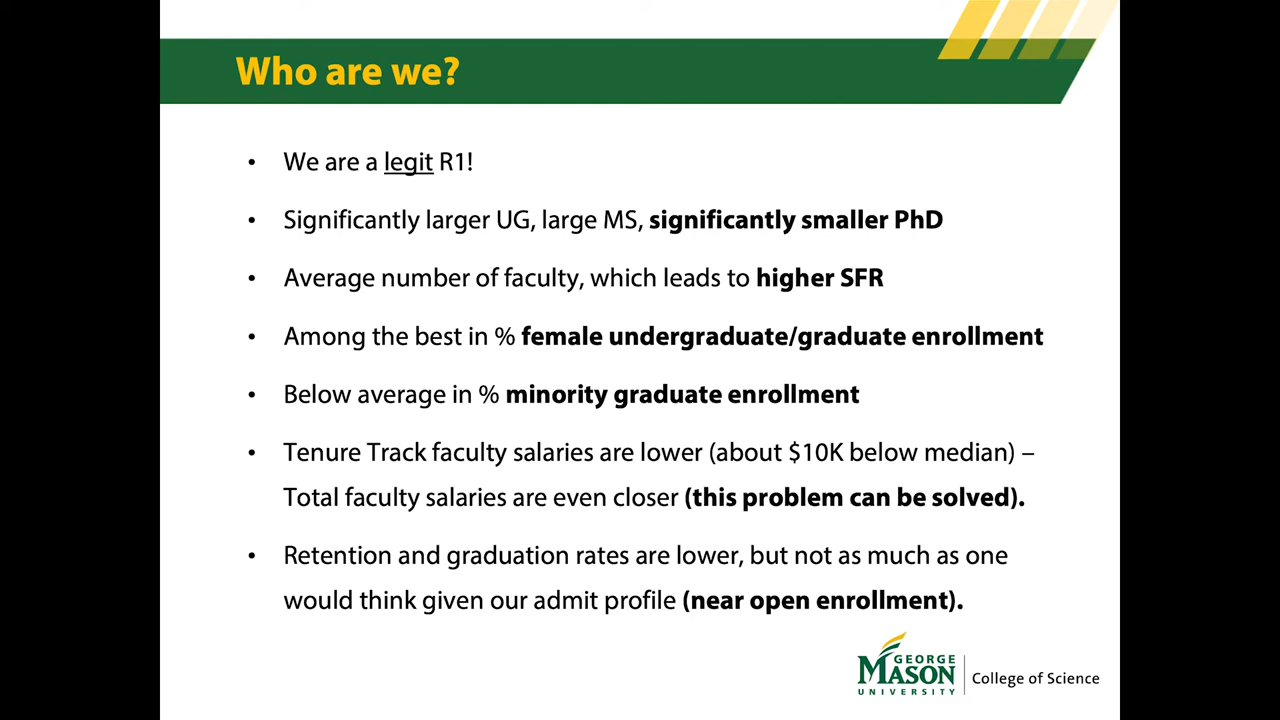 Who are we?
• We are a legit R1!
• Significantly larger UG, large MS, significantly smaller PhD
• Average number of faculty, which leads to higher SFR
• Among the best in % female undergraduate/graduate enrollment
• Below average in % minority graduate enrollment
• Tenure Track faculty salaries are lower (about $10K below median) –
Total faculty salaries are even closer (this problem can be solved).
• Retention and graduation rates are lower, but not as much as one
would think given our admit profile (near open enrollment).
GEORGE
MASON
UNIVERSITY
College of Science